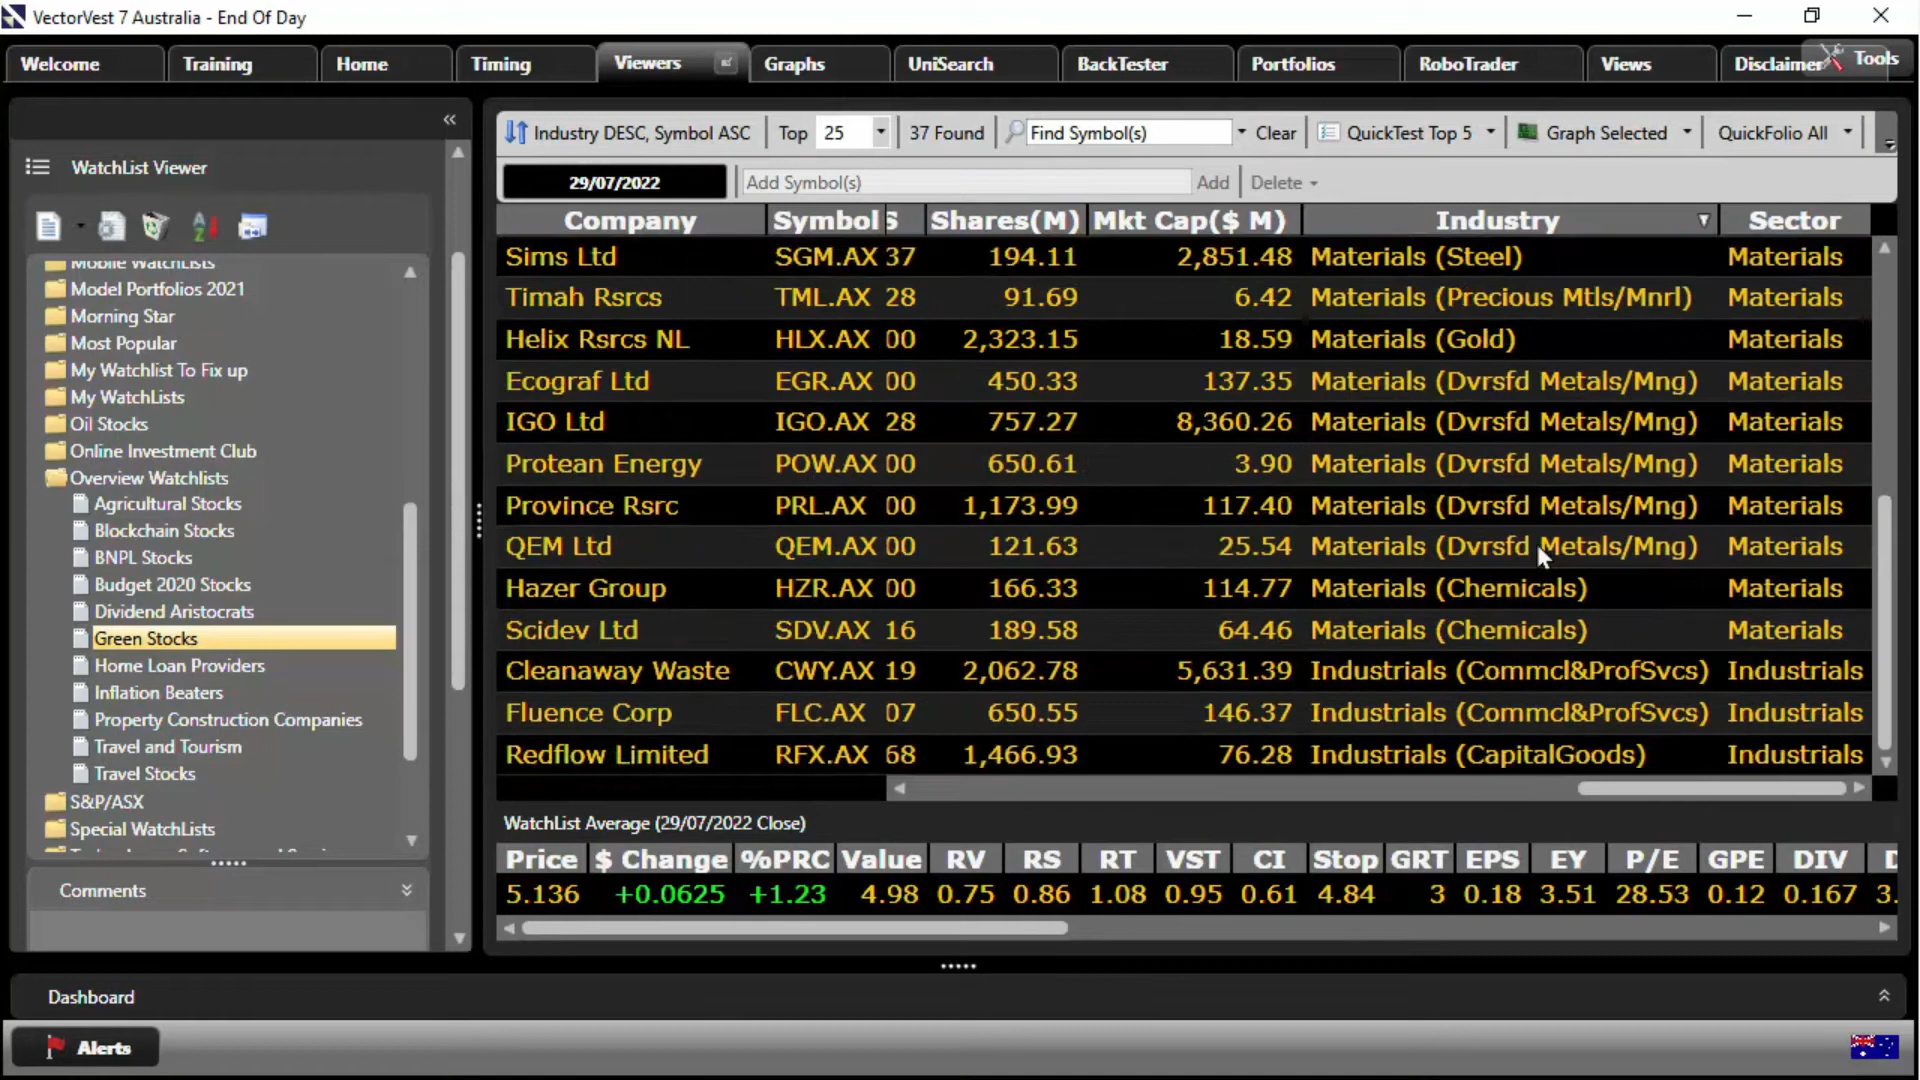 VectorVest 7 Australia - End Of Day
Welcome Training Home Timing Viewers Graphs UniSearch BackTester Portfolios RoboTrader Views Disclaimer Tools
WatchList Viewer
Mobile WatchLists
Model Portfolios 2021
Morning Star
Most Popular
My Watchlist To Fix up
My WatchLists
Oil Stocks
Online Investment Club
Overview Watchlists
Agricultural Stocks
Blockchain Stocks
BNPL Stocks
Budget 2020 Stocks
Dividend Aristocrats
Green Stocks
Home Loan Providers
Inflation Beaters
Property Construction Companies
Travel and Tourism
Travel Stocks
S&P/ASX
Special WatchLists
Comments
Industry DESC, Symbol ASC Top 25 37 Found Find Symbol(s) Clear QuickTest Top 5 Graph Selected QuickFolio All
29/07/2022 Add Symbol(s) Add Delete
Company Symbol S Shares(M) Mkt Cap($ M) Industry Sector
Sims Ltd SGM.AX 37 194.11 2,851.48 Materials (Steel) Materials
Timah Rsrcs TML.AX 28 91.69 6.42 Materials (Precious Mtls/Mnrl) Materials
Helix Rsrcs NL HLX.AX 00 2,323.15 18.59 Materials (Gold) Materials
Ecograf Ltd EGR.AX 00 450.33 137.35 Materials (Dvrsfd Metals/Mng) Materials
IGO Ltd IGO.AX 28 757.27 8,360.26 Materials (Dvrsfd Metals/Mng) Materials
Protean Energy POW.AX 00 650.61 3.90 Materials (Dvrsfd Metals/Mng) Materials
Province Rsrc PRL.AX 00 1,173.99 117.40 Materials (Dvrsfd Metals/Mng) Materials
QEM Ltd QEM.AX 00 121.63 25.54 Materials (Dvrsfd Metals/Mng) Materials
Hazer Group HZR.AX 00 166.33 114.77 Materials (Chemicals) Materials
Scidev Ltd SDV.AX 16 189.58 64.46 Materials (Chemicals) Materials
Cleanaway Waste CWY.AX 19 2,062.78 5,631.39 Industrials (Commcl&ProfSvcs) Industrials
Fluence Corp FLC.AX 07 650.55 146.37 Industrials (Commcl&ProfSvcs) Industrials
Redflow Limited RFX.AX 68 1,466.93 76.28 Industrials (CapitalGoods) Industrials
WatchList Average (29/07/2022 Close)
Price $ Change %PRC Value RV RS RT VST CI Stop GRT EPS EY P/E GPE DIV
5.136 +0.0625 +1.23 4.98 0.75 0.86 1.08 0.95 0.61 4.84 3 0.18 3.51 28.53 0.12 0.167 3.
Dashboard
Alerts